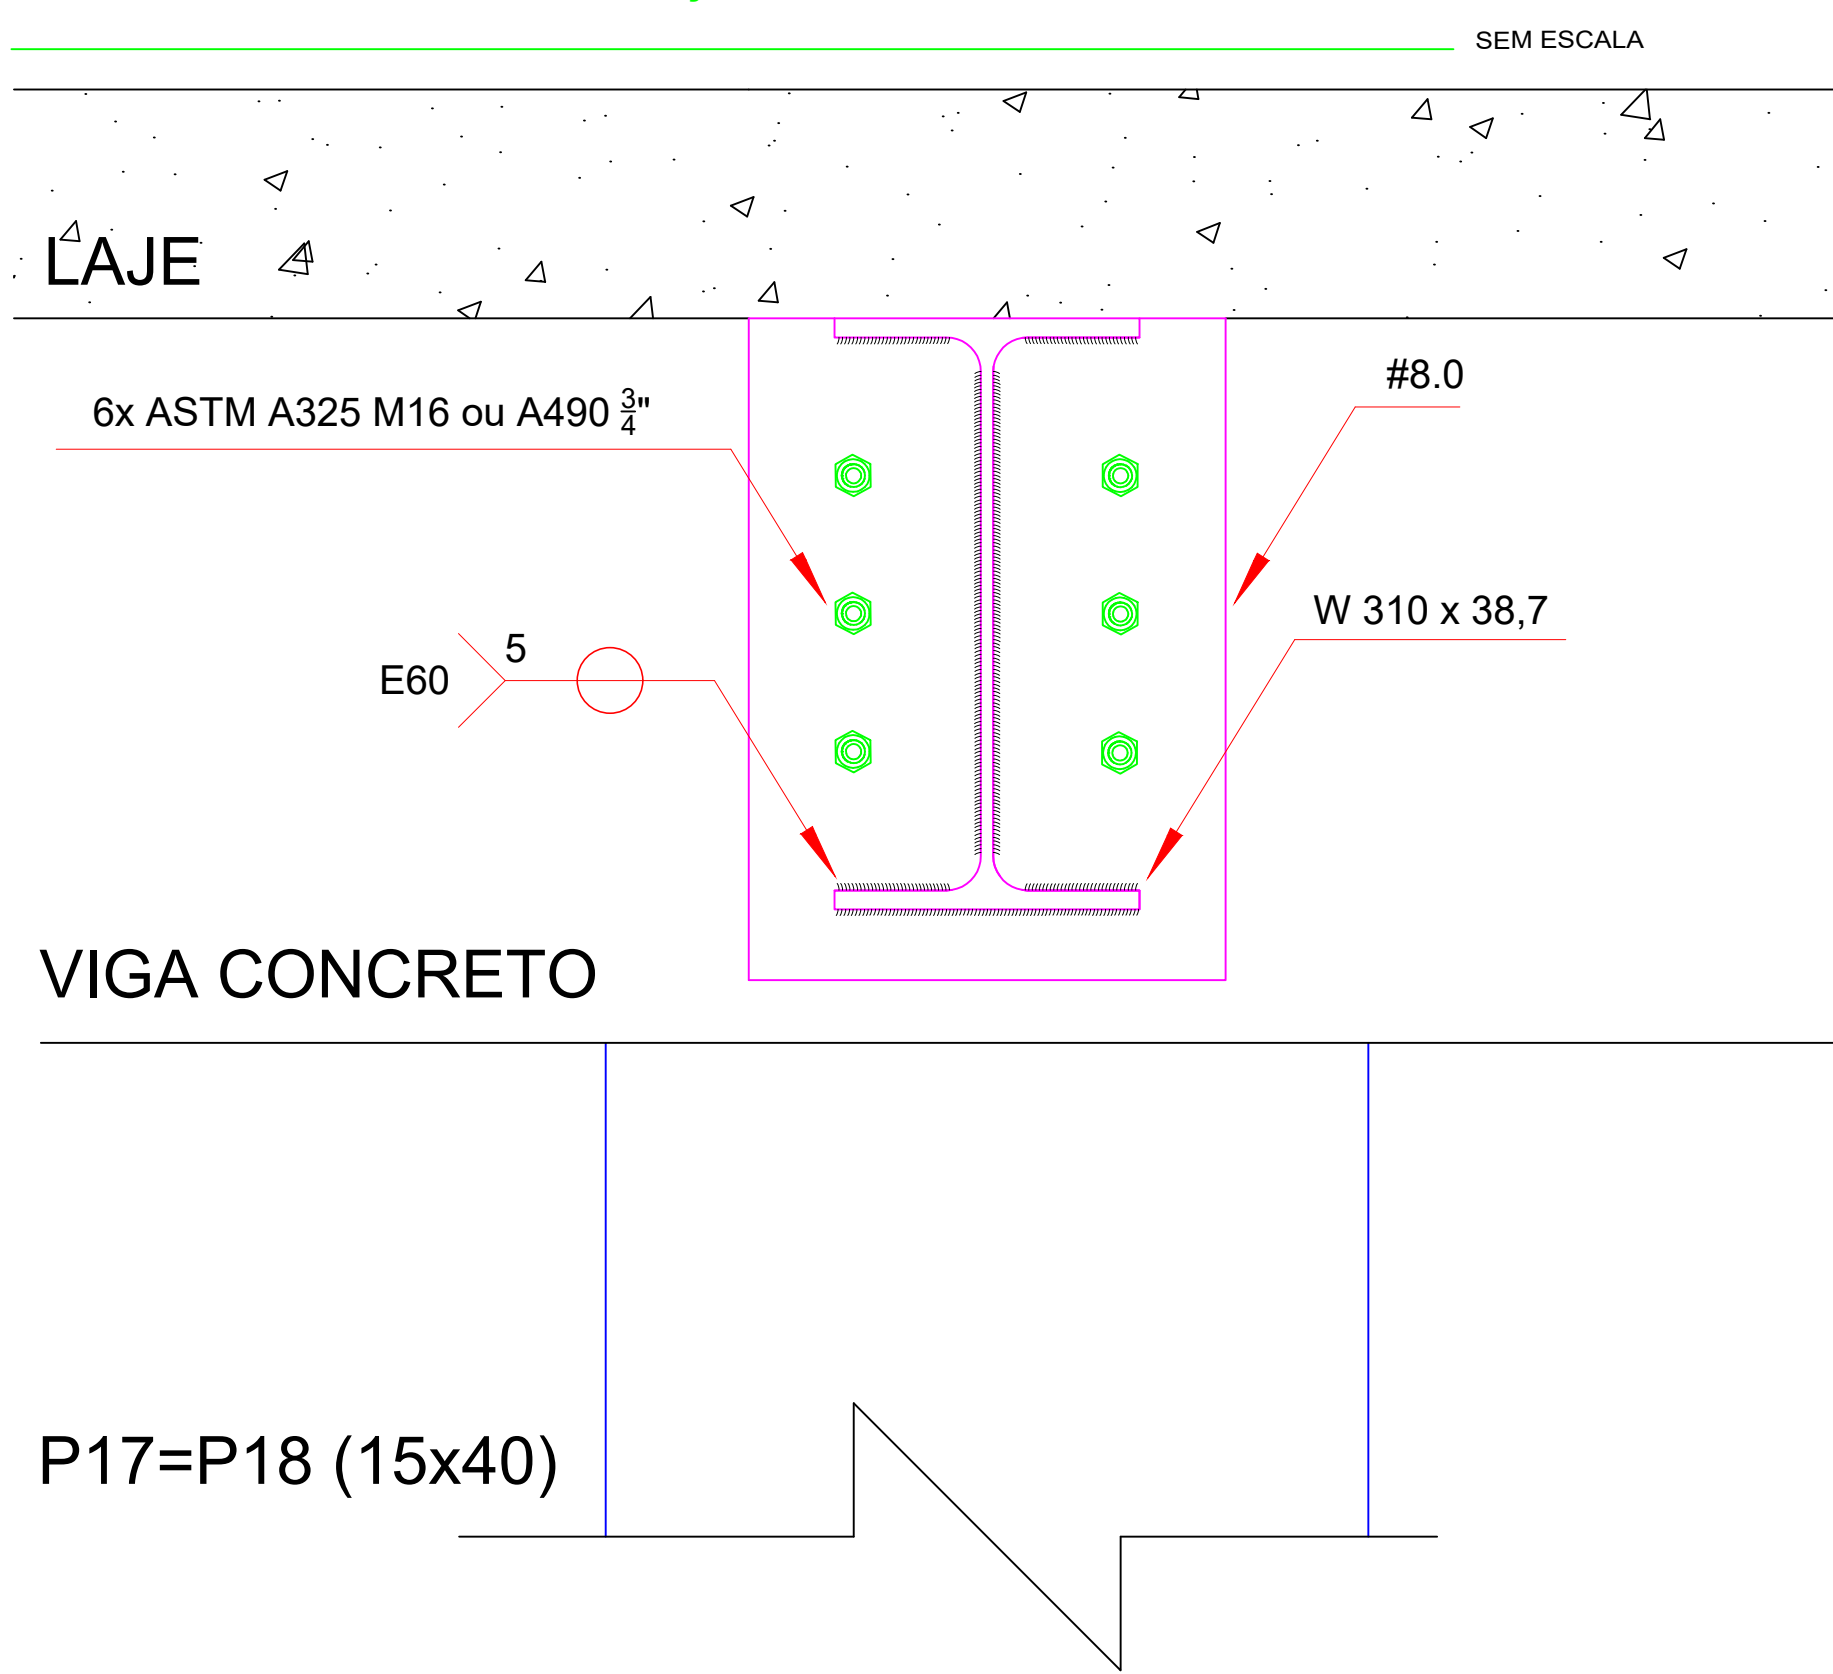 SEM ESCALA
LAJE
#8.0
6x ASTM A325 M16 ou A490 3/4"
W 310 x 38,7
5
E60
VIGA CONCRETO
P17=P18 (15x40)